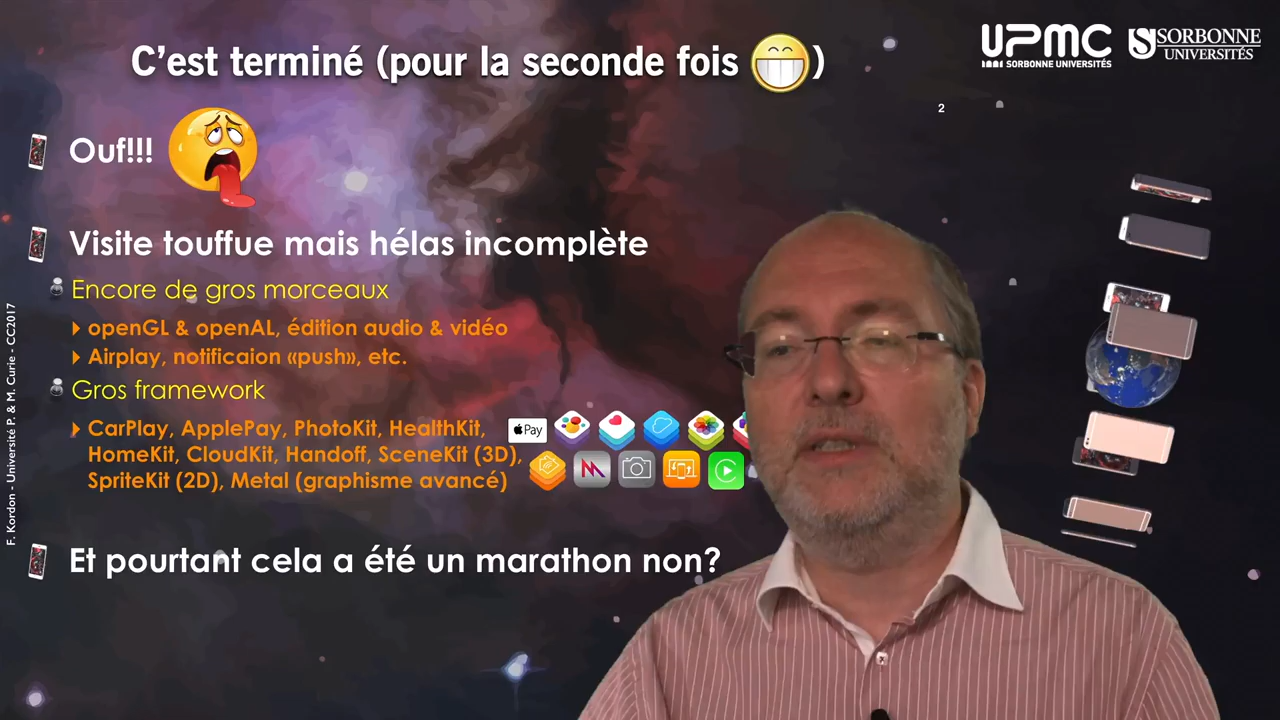 C'est terminé (pour la seconde fois )
UPMC
SORBONNE UNIVERSITÉS
S SORBONNE
UNIVERSITÉS
2
Ouf!!!
Visite touffue mais hélas incomplète
Encore de gros morceaux
openGL & openAL, édition audio & vidéo
Airplay, notificaion «push», etc.
Gros framework
CarPlay, ApplePay, PhotoKit, HealthKit,
HomeKit, CloudKit, Handoff, SceneKit (3D),
SpriteKit (2D), Metal (graphisme avancé)
Pay
Et pourtant cela a été un marathon non?
F. Kordon - Université P. & M. Curie - CC2017